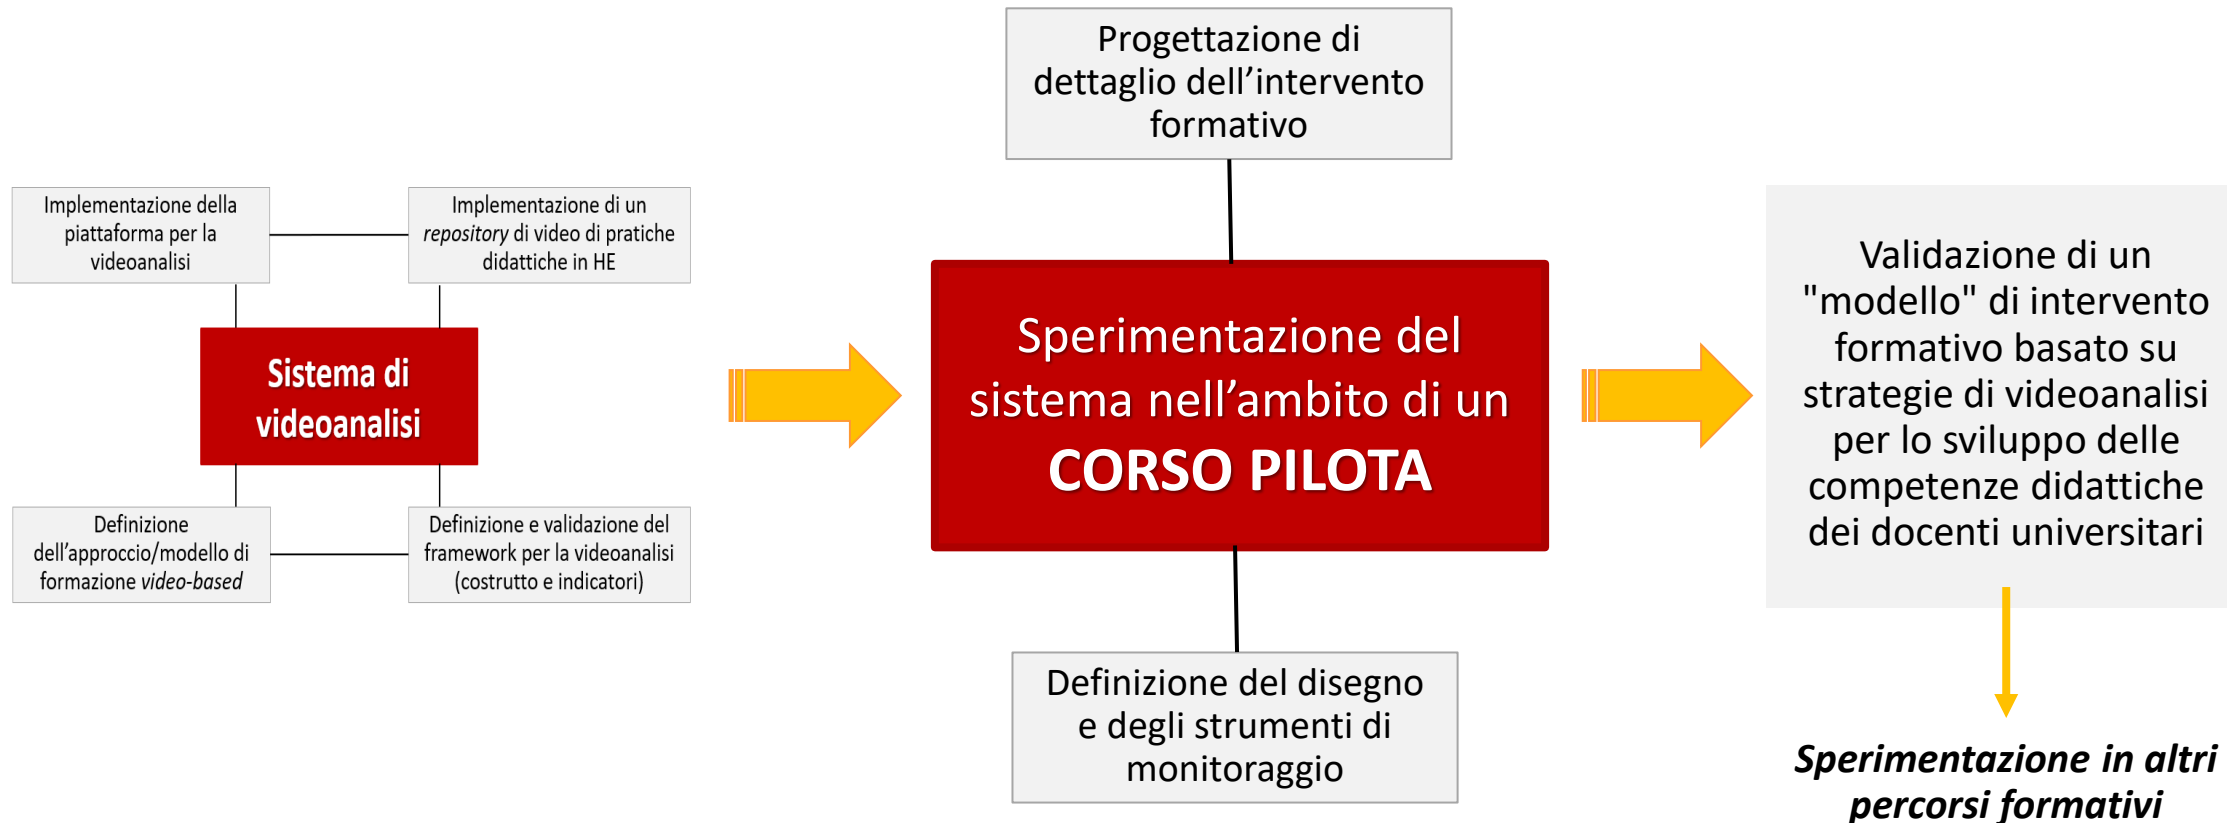 Implementazione della
piattaforma per la
videoanalisi
Implementazione di un
repository di video di pratiche
didattiche in HE
Sistema di
videoanalisi
Definizione
dell’approccio/modello di
formazione video-based
Definizione e validazione del
framework per la videoanalisi
(costrutto e indicatori)
Progettazione di
dettaglio dell’intervento
formativo
Sperimentazione del
sistema nell’ambito di un
CORSO PILOTA
Definizione del disegno
e degli strumenti di
monitoraggio
Validazione di un
"modello" di intervento
formativo basato su
strategie di videoanalisi
per lo sviluppo delle
competenze didattiche
dei docenti universitari
Sperimentazione in altri
percorsi formativi